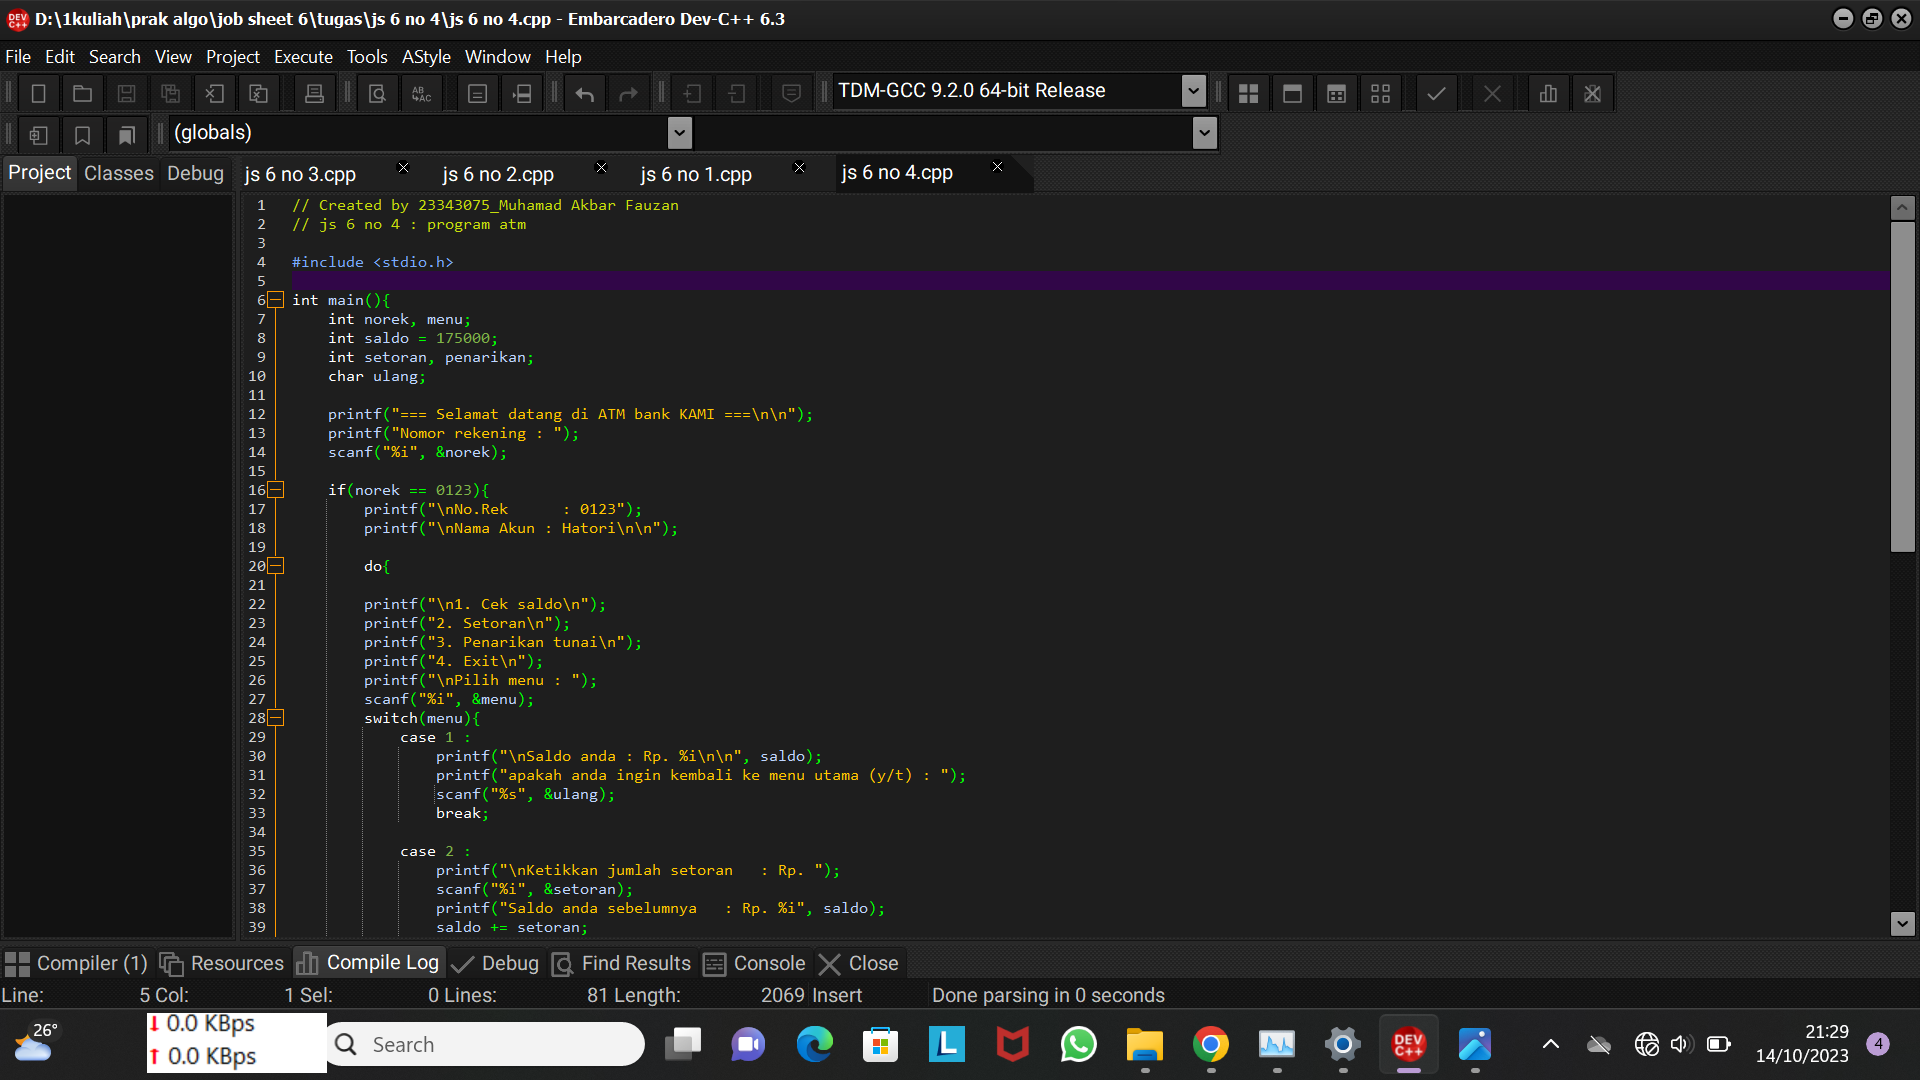 D:\1kuliah\prak algo\job sheet 6\tugas\js 6 no 4\js 6 no 4.cpp - Embarcadero Dev-C++ 6.3
File Edit Search View Project Execute Tools AStyle Window Help
TDM-GCC 9.2.0 64-bit Release
(globals)
Project Classes Debug js 6 no 3.cpp js 6 no 2.cpp js 6 no 1.cpp js 6 no 4.cpp
1 // Created by 23343075_Muhamad Akbar Fauzan
2 // js 6 no 4 : program atm
3
4 #include <stdio.h>
5
6 int main(){
7 int norek, menu;
8 int saldo = 175000;
9 int setoran, penarikan;
10 char ulang;
11
12 printf("=== Selamat datang di ATM bank KAMI ===\n\n");
13 printf("Nomor rekening : ");
14 scanf("%i", &norek);
15
16 if(norek == 0123){
17 printf("\nNo.Rek      : 0123");
18 printf("\nNama Akun : Hatori\n\n");
19
20 do{
21
22 printf("\n1. Cek saldo\n");
23 printf("2. Setoran\n");
24 printf("3. Penarikan tunai\n");
25 printf("4. Exit\n");
26 printf("\nPilih menu : ");
27 scanf("%i", &menu);
28 switch(menu){
29 case 1 :
30 printf("\nSaldo anda : Rp. %i\n\n", saldo);
31 printf("apakah anda ingin kembali ke menu utama (y/t) : ");
32 scanf("%s", &ulang);
33 break;
34
35 case 2 :
36 printf("\nKetikkan jumlah setoran   : Rp. ");
37 scanf("%i", &setoran);
38 printf("Saldo anda sebelumnya   : Rp. %i", saldo);
39 saldo += setoran;
Compiler (1) Resources Compile Log Debug Find Results Console Close
Line: 5 Col: 1 Sel: 0 Lines: 81 Length: 2069 Insert Done parsing in 0 seconds
26° 0.0 KBps
0.0 KBps
Search
L
DEV C++
21:29
14/10/2023
4